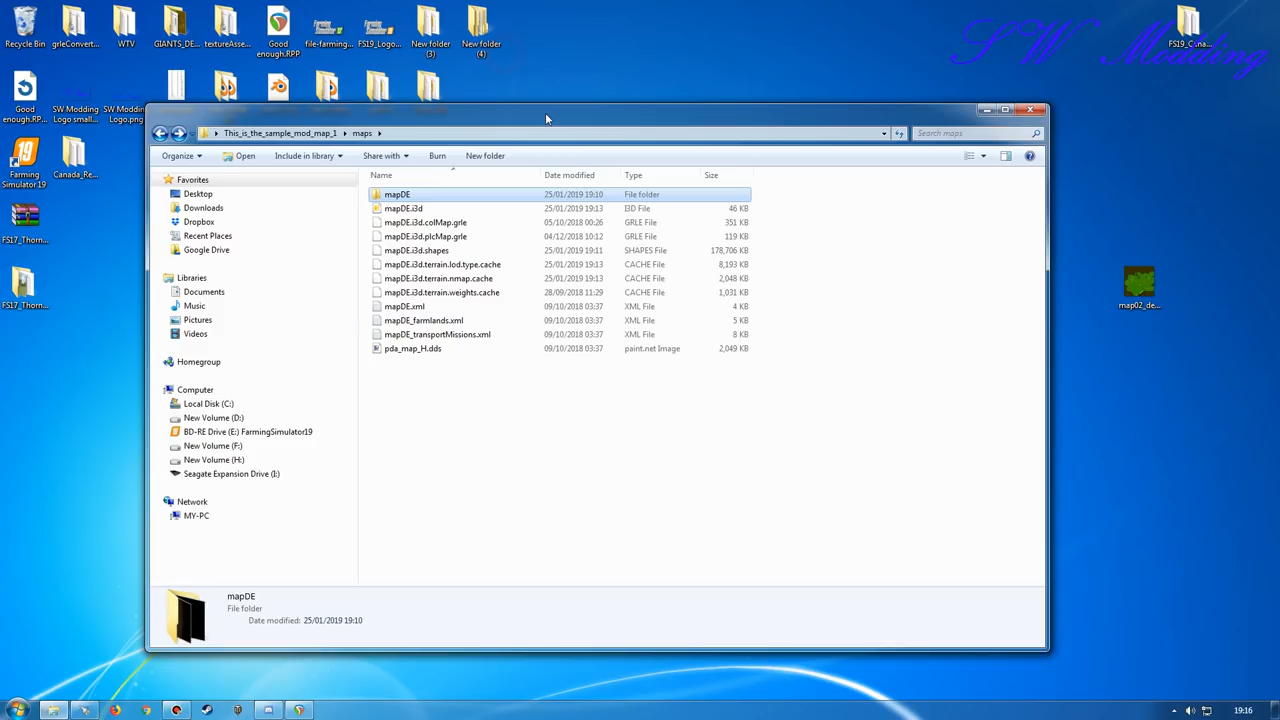 Recycle Bin
grleConvert...
WTV
GIANTS_DE...
textureAsse...
Good enough.RPP
file-farming...
FS19_Logo...
New folder (3)
New folder (4)
SW Modding
FS19_Cana...
Good enough.RPP...
SW Modding Logo small...
SW Modding Logo.png
Farming Simulator 19
Canada_Re...
FS17_Thorn...
FS17_Thorn...
map02_de...
This_is_the_sample_mod_map_1
maps
Search maps
Organize
Open
Include in library
Share with
Burn
New folder
Name
Date modified
Type
Size
Favorites
Desktop
Downloads
Dropbox
Recent Places
Google Drive
Libraries
Documents
Music
Pictures
Videos
Homegroup
Computer
Local Disk (C:)
New Volume (D:)
BD-RE Drive (E:) FarmingSimulator19
New Volume (F:)
New Volume (H:)
Seagate Expansion Drive (I:)
Network
MY-PC
mapDE 25/01/2019 19:10 File folder
mapDE.i3d 25/01/2019 19:13 I3D File 46 KB
mapDE.i3d.colMap.grle 05/10/2018 00:26 GRLE File 351 KB
mapDE.i3d.plcMap.grle 04/12/2018 10:12 GRLE File 119 KB
mapDE.i3d.shapes 25/01/2019 19:11 SHAPES File 178,706 KB
mapDE.i3d.terrain.lod.type.cache 25/01/2019 19:13 CACHE File 8,193 KB
mapDE.i3d.terrain.nmap.cache 25/01/2019 19:13 CACHE File 2,048 KB
mapDE.i3d.terrain.weights.cache 28/09/2018 11:29 CACHE File 1,031 KB
mapDE.xml 09/10/2018 03:37 XML File 4 KB
mapDE_farmlands.xml 09/10/2018 03:37 XML File 5 KB
mapDE_transportMissions.xml 09/10/2018 03:37 XML File 8 KB
pda_map_H.dds 09/10/2018 03:37 paint.net Image 2,049 KB
mapDE
File folder
Date modified: 25/01/2019 19:10
19:16